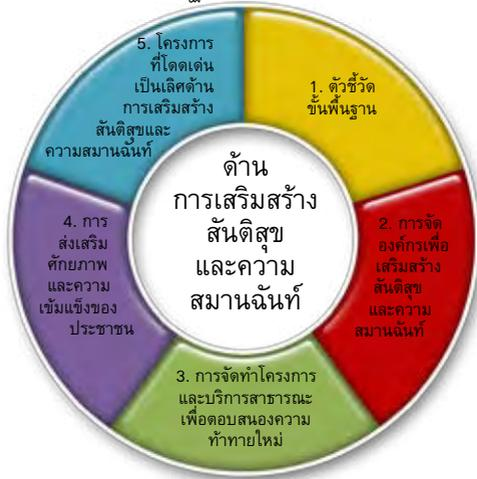 ด้าน
การเสริมสร้าง
สันติสุข
และความ
สมานฉันท์
1. ตัวชี้วัด
ขั้นพื้นฐาน
2. การจัด
องค์กรเพื่อ
เสริมสร้าง
สันติสุข
และความ
สมานฉันท์
3. การจัดทำโครงการ
และบริการสาธารณะ
เพื่อตอบสนองความ
ท้าทายใหม่
4. การ
ส่งเสริม
ศักยภาพ
และความ
เข้มแข็งของ
ประชาชน
5. โครงการ
ที่โดดเด่น
เป็นเลิศด้าน
การเสริมสร้าง
สันติสุขและ
ความสมานฉันท์